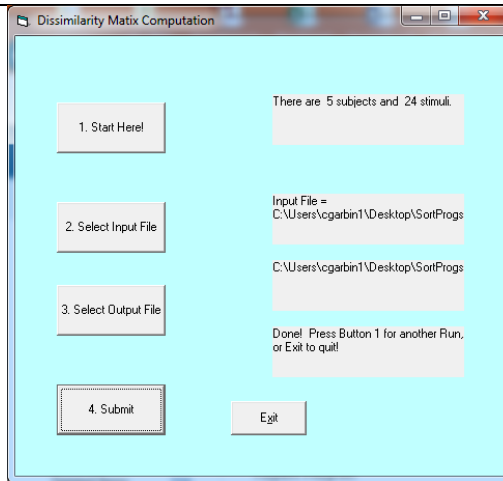 Dissimilarity Matix Computation
1. Start Here!
There are 5 subjects and 24 stimuli.
2. Select Input File
Input File =
C:\Users\cgarbin1\Desktop\SortProgs
3. Select Output File
C:\Users\cgarbin1\Desktop\SortProgs
Done! Press Button 1 for another Run,
or Exit to quit!
4. Submit
Exit